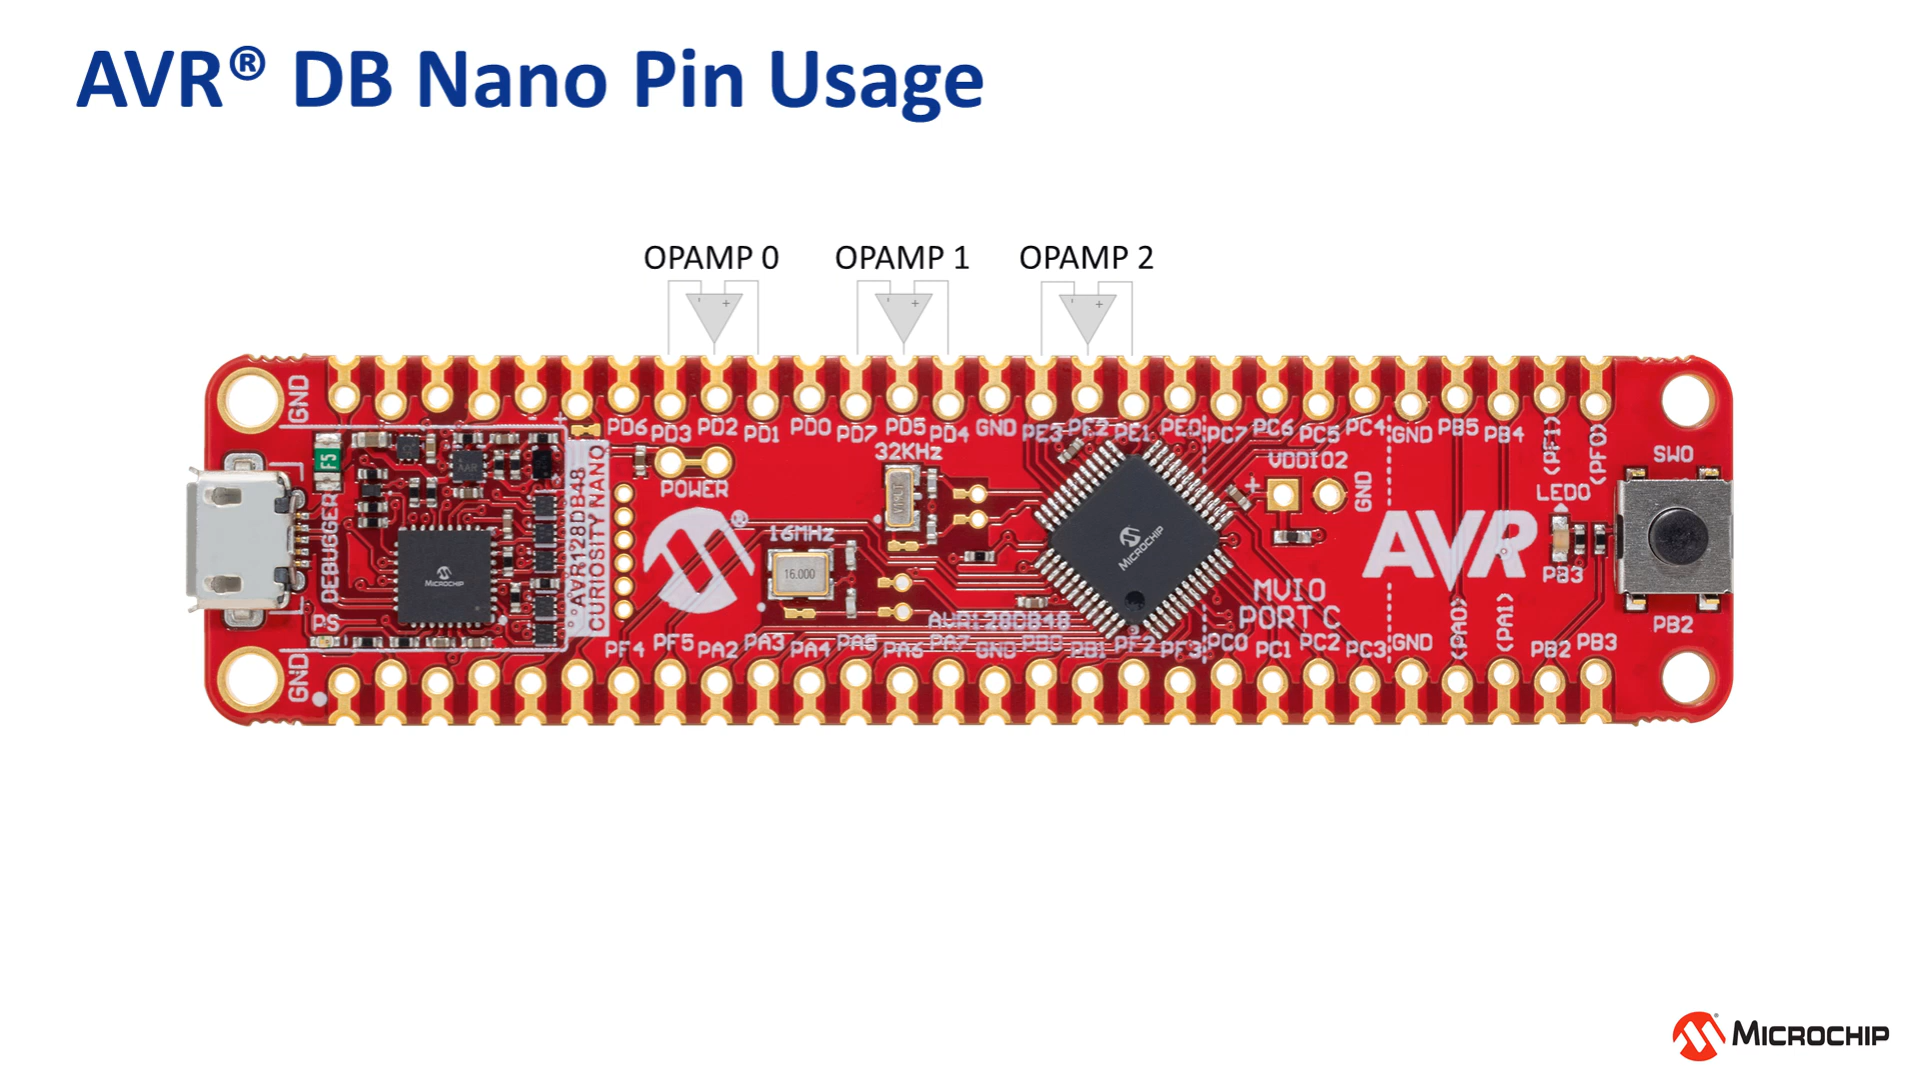 AVR® DB Nano Pin Usage
OPAMP 0 OPAMP 1 OPAMP 2
- + - + - +
GND
- +
PD6 PD3 PD2 PD1 PD0 PD7 PD5 PD4 GND PE3 PE2 PE1 PE0 PC7 PC6 PC5 PC4 GND PB5 PB4 (PF1) (PF0)
32KHz
VDDIO2
SW0
POWER
+
GND
LED0
F5
DEBUGGER
AVR128DB48
CURIOSITY NANO
®
16MHz
16.000
MICROCHIP
MICROCHIP
AVR
PB3
MVIO
PORT C
PS
AVR128DB48
PB2
GND
PF4 PF5 PA2 PA3 PA4 PA5 PA6 PA7 GND PB0 PB1 PF2 PF3 PC0 PC1 PC2 PC3 GND (PA0) (PA1) PB2 PB3
MICROCHIP